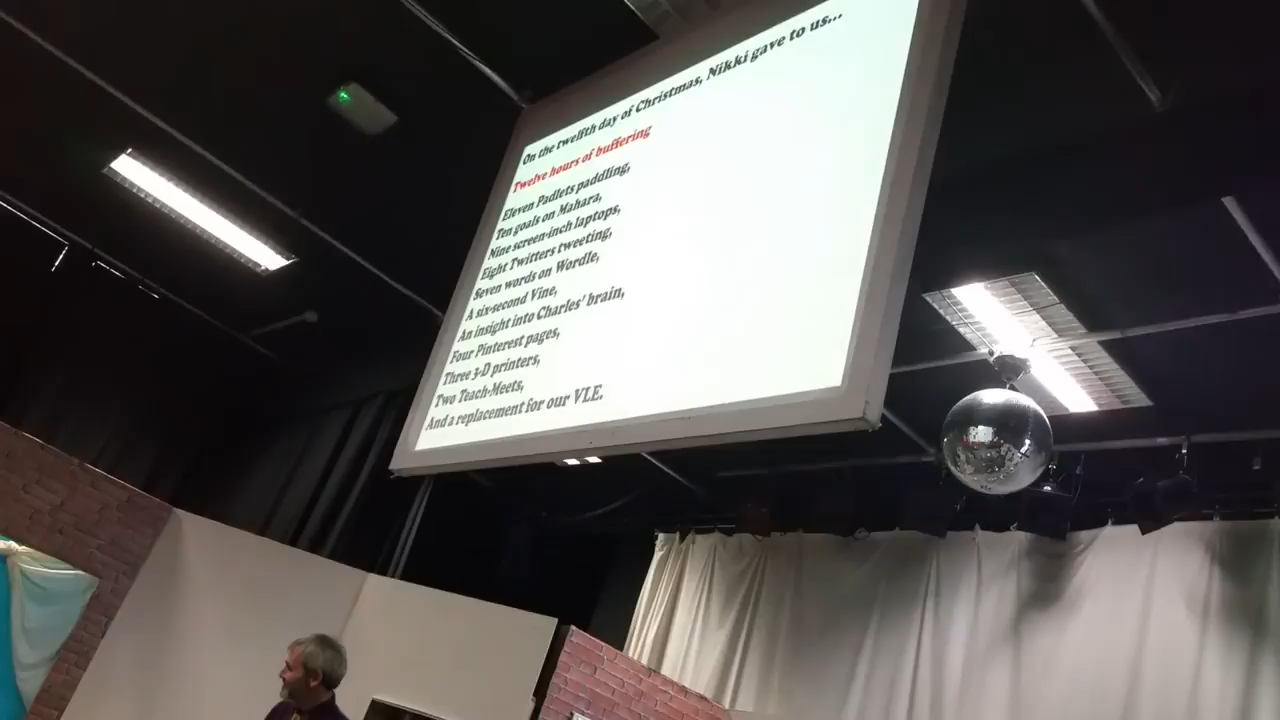 On the twelfth day of Christmas, Nikki gave to us...
Twelve hours of buffering
Eleven Padlets paddling,
Ten goals on Mahara,
Nine screen-inch laptops,
Eight Twitters tweeting,
Seven words on Wordle,
A six-second Vine,
An insight into Charles' brain,
Four Pinterest pages,
Three 3-D printers,
Two Teach-Meets,
And a replacement for our VLE.